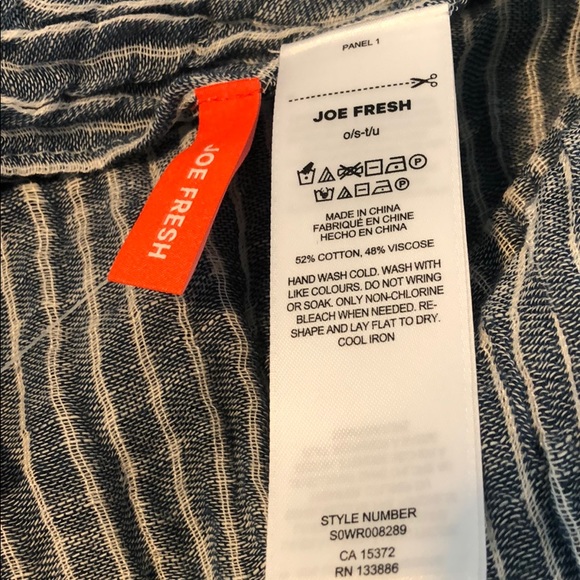 PANEL 1
JOE FRESH
o/s-t/u
MADE IN CHINA
FABRIQUÉ EN CHINE
HECHO EN CHINA
52% COTTON, 48% VISCOSE
HAND WASH COLD. WASH WITH
LIKE COLOURS. DO NOT WRING
OR SOAK. ONLY NON-CHLORINE
BLEACH WHEN NEEDED. RE-
SHAPE AND LAY FLAT TO DRY.
COOL IRON
STYLE NUMBER
S0WR008289
CA 15372
RN 133886
JOE FRESH